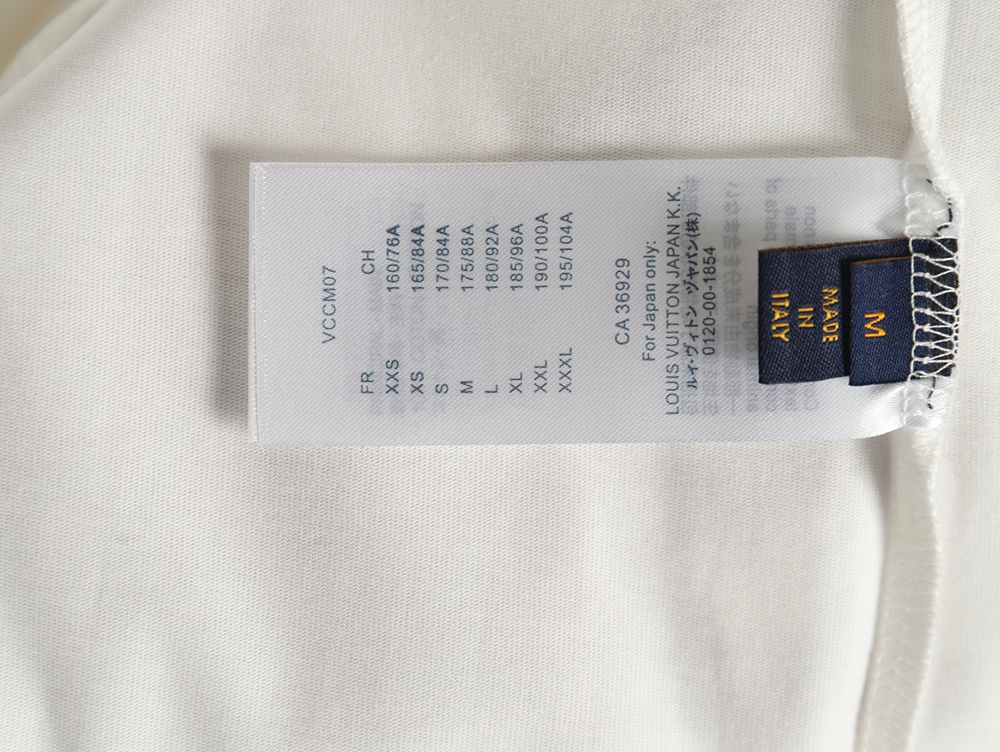 VCCM07
FR CH
XXS 160/76A
XS 165/84A
S 170/84A
M 175/88A
L 180/92A
XL 185/96A
XXL 190/100A
XXXL 195/104A
CA 36929
For Japan only:
LOUIS VUITTON JAPAN K.K.
ルイ・ヴィトン ジャパン(株)
0120-00-1854
MADE
IN
ITALY
M